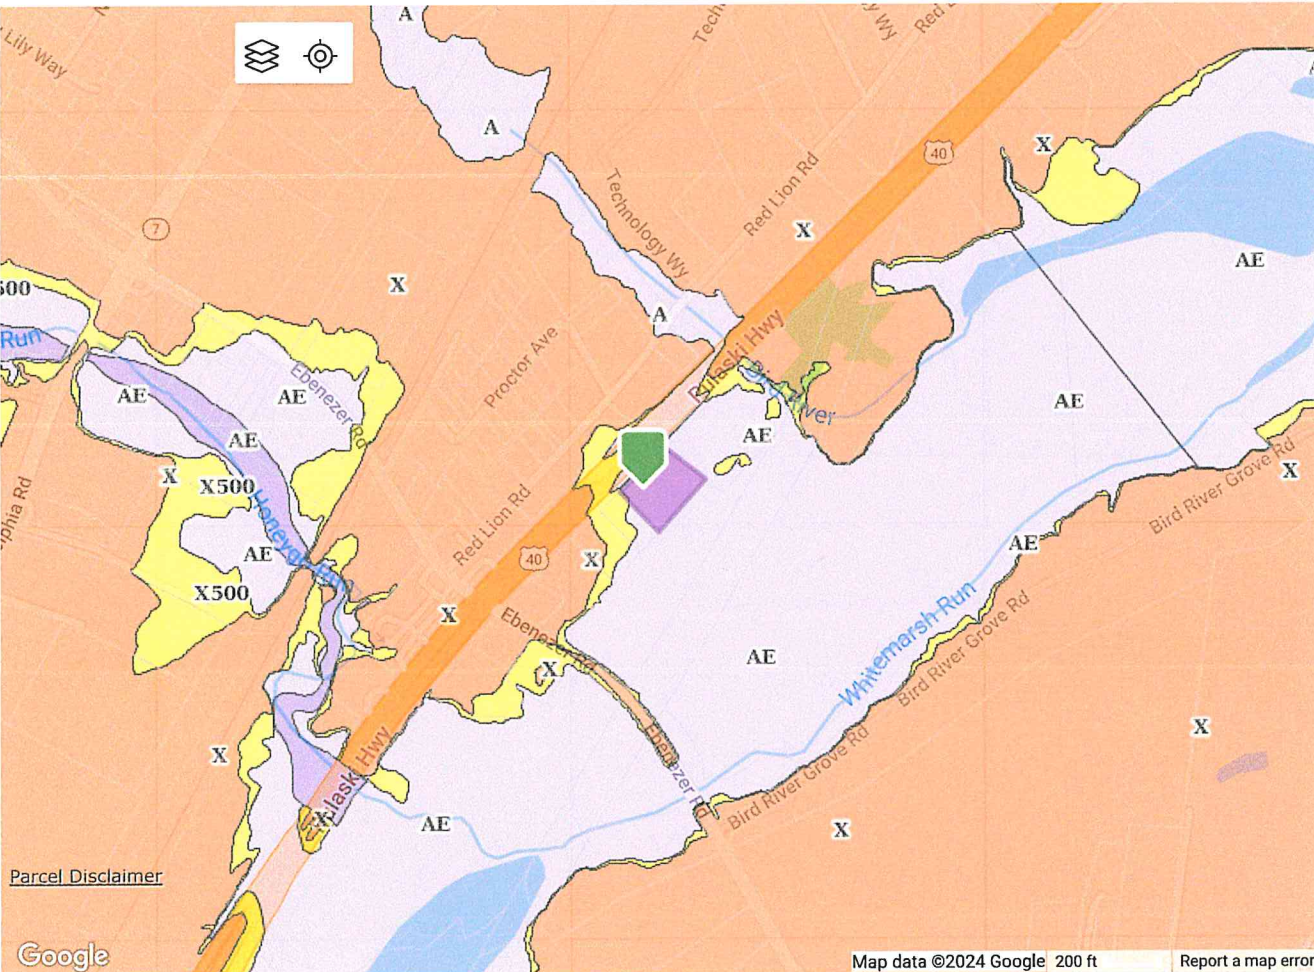 A
Red L
Lily Way
A
40
X
Red Lion Rd
Technology Wy
7
X
AE
X
500
A
Run
Pulaski Hwy
Proctor Ave
Bird River
Ebenezer Rd
AE
AE
AE
AE
AE
X
X500
X
Bird River Grove Rd
Honeygo Run
Red Lion Rd
40
X
AE
AE
X500
X
Ebenezer Rd
Whitemarsh Run
Bird River Grove Rd
AE
X
X
X
Ebenezer Rd
Pulaski Hwy
Bird River Grove Rd
X
AE
X
Parcel Disclaimer
Google
Map data ©2024 Google
200 ft
Report a map error